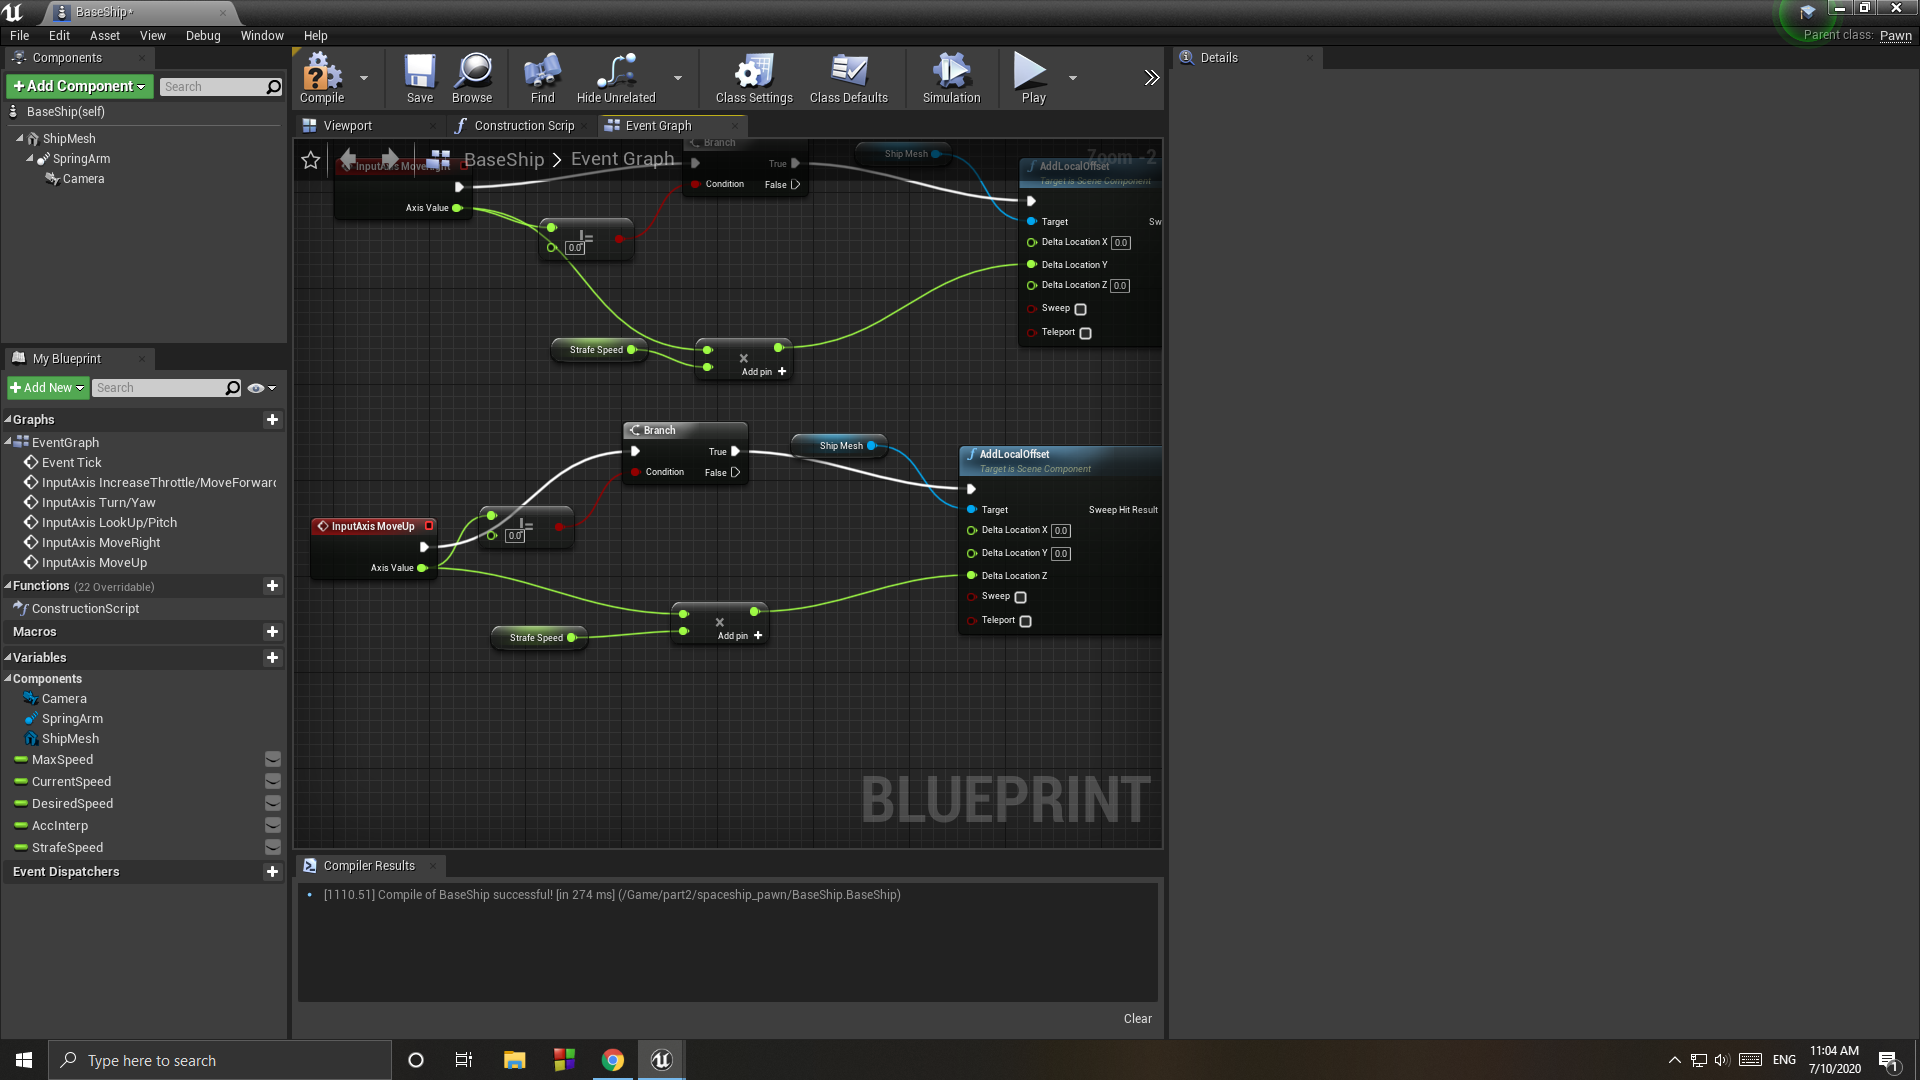 BaseShip*
File Edit Asset View Debug Window Help
Parent class: Pawn
Components
Add Component
Search
BaseShip(self)
ShipMesh
SpringArm
Camera
Compile
Save
Browse
Find
Hide Unrelated
Class Settings
Class Defaults
Simulation
Play
Details
Viewport
Construction Scrip
Event Graph
BaseShip > Event Graph
Zoom -2
InputAxis MoveRight
Axis Value
Branch
True
Condition
False
Ship Mesh
AddLocalOffset
Target is Scene Component
Target
Sw
Delta Location X 0.0
Delta Location Y
Delta Location Z 0.0
Sweep
Teleport
!=
0.0
Strafe Speed
×
Add pin +
Branch
True
Condition
False
Ship Mesh
AddLocalOffset
Target is Scene Component
Target
Sweep Hit Result
Delta Location X 0.0
Delta Location Y 0.0
Delta Location Z
Sweep
Teleport
InputAxis MoveUp
Axis Value
!=
0.0
Strafe Speed
×
Add pin +
BLUEPRINT
My Blueprint
Add New
Search
Graphs
EventGraph
Event Tick
InputAxis IncreaseThrottle/MoveForward
InputAxis Turn/Yaw
InputAxis LookUp/Pitch
InputAxis MoveRight
InputAxis MoveUp
Functions (22 Overridable)
ConstructionScript
Macros
Variables
Components
Camera
SpringArm
ShipMesh
MaxSpeed
CurrentSpeed
DesiredSpeed
AccInterp
StrafeSpeed
Event Dispatchers
Compiler Results
[1110.51] Compile of BaseShip successful! [in 274 ms] (/Game/part2/spaceship_pawn/BaseShip.BaseShip)
Clear
Type here to search
ENG
11:04 AM
7/10/2020
1